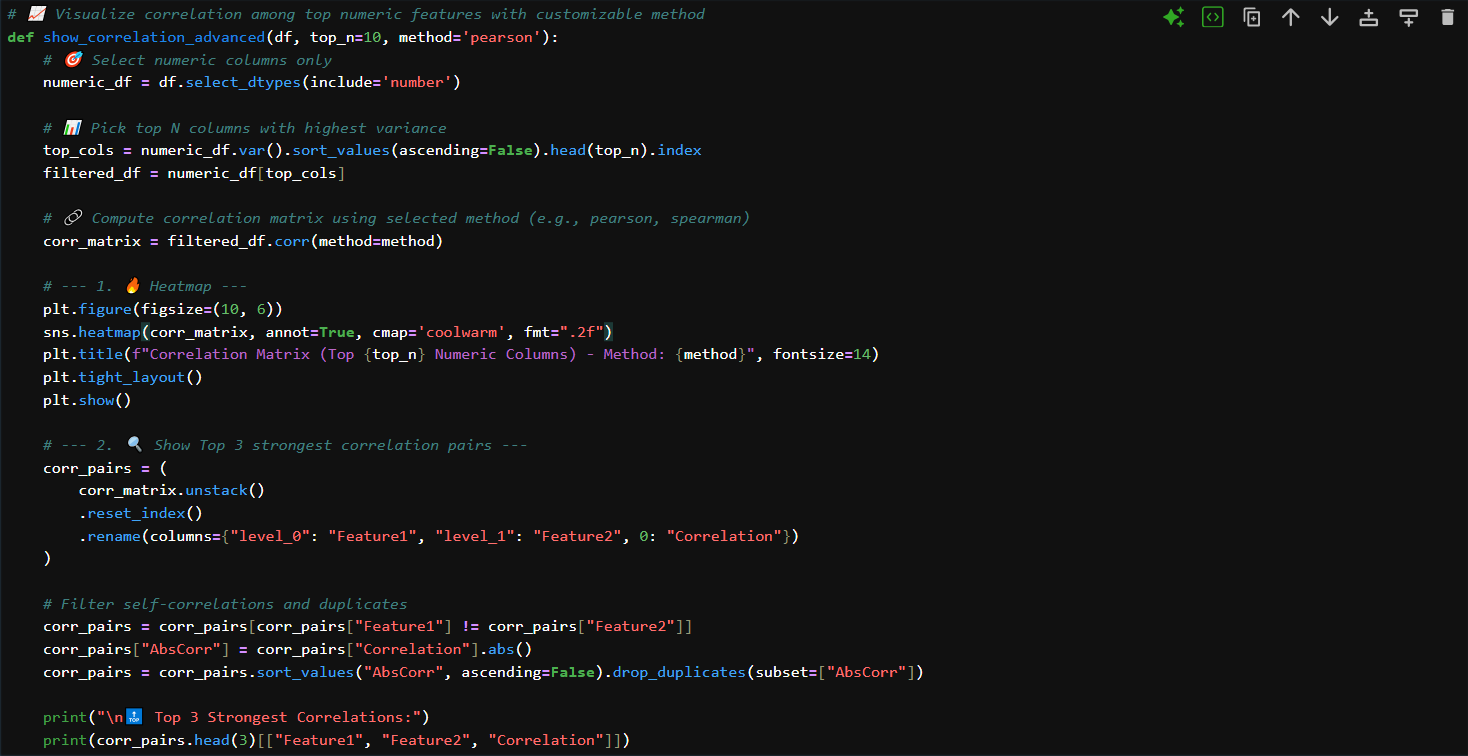 # 📈 Visualize correlation among top numeric features with customizable method
def show_correlation_advanced(df, top_n=10, method='pearson'):
    # 🎯 Select numeric columns only
    numeric_df = df.select_dtypes(include='number')

    # 📊 Pick top N columns with highest variance
    top_cols = numeric_df.var().sort_values(ascending=False).head(top_n).index
    filtered_df = numeric_df[top_cols]

    # 🔗 Compute correlation matrix using selected method (e.g., pearson, spearman)
    corr_matrix = filtered_df.corr(method=method)

    # --- 1. 🔥 Heatmap ---
    plt.figure(figsize=(10, 6))
    sns.heatmap(corr_matrix, annot=True, cmap='coolwarm', fmt=".2f")
    plt.title(f"Correlation Matrix (Top {top_n} Numeric Columns) - Method: {method}", fontsize=14)
    plt.tight_layout()
    plt.show()

    # --- 2. 🔍 Show Top 3 strongest correlation pairs ---
    corr_pairs = (
        corr_matrix.unstack()
        .reset_index()
        .rename(columns={"level_0": "Feature1", "level_1": "Feature2", 0: "Correlation"})
    )

    # Filter self-correlations and duplicates
    corr_pairs = corr_pairs[corr_pairs["Feature1"] != corr_pairs["Feature2"]]
    corr_pairs["AbsCorr"] = corr_pairs["Correlation"].abs()
    corr_pairs = corr_pairs.sort_values("AbsCorr", ascending=False).drop_duplicates(subset=["AbsCorr"])

    print("\n🔝 Top 3 Strongest Correlations:")
    print(corr_pairs.head(3)[["Feature1", "Feature2", "Correlation"]])